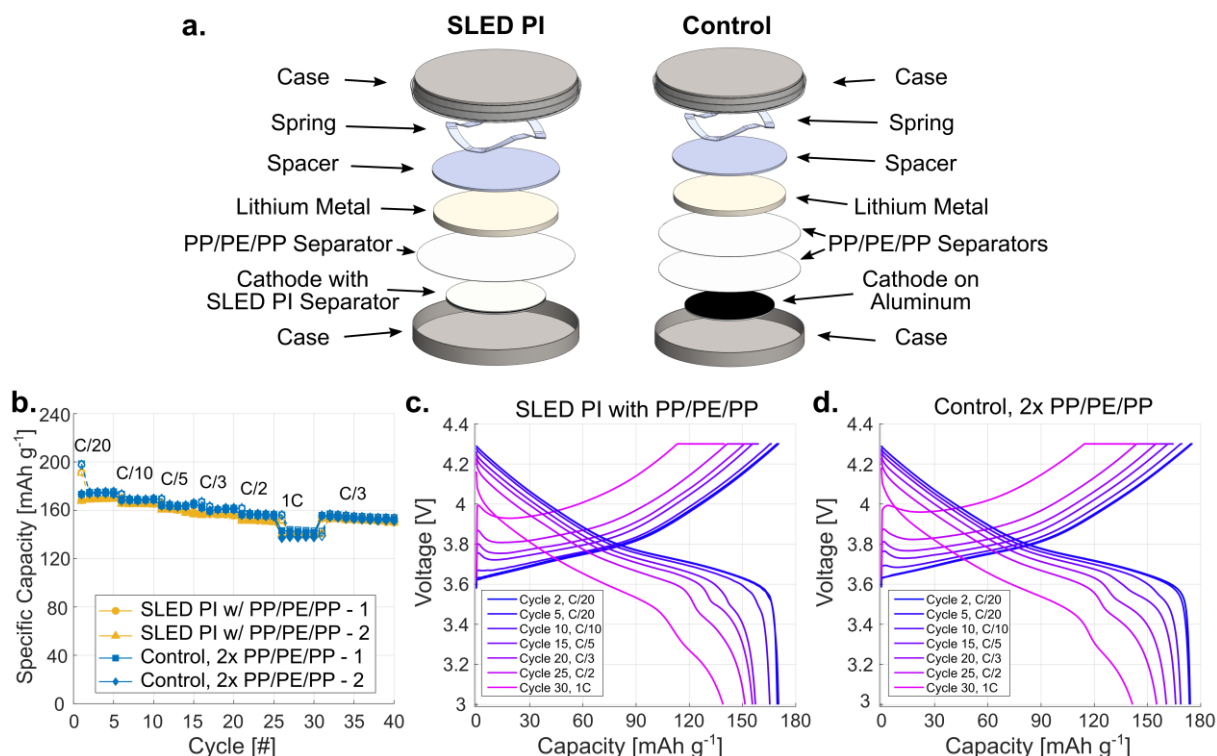 a.
SLED PI
Control
Case
Spring
Spacer
Lithium Metal
PP/PE/PP Separator
Cathode with
SLED PI Separator
Case
Case
Spring
Spacer
Lithium Metal
PP/PE/PP Separators
Cathode on
Aluminum
Case
b.
240
200
160
120
80
40
0
Specific Capacity [mAh g-1]
C/20
C/10
C/5
C/3
C/2
1C
C/3
SLED PI w/ PP/PE/PP - 1
SLED PI w/ PP/PE/PP - 2
Control, 2x PP/PE/PP - 1
Control, 2x PP/PE/PP - 2
0 5 10 15 20 25 30 35 40
Cycle [#]
c.
SLED PI with PP/PE/PP
4.4
4.2
4
3.8
3.6
3.4
3.2
3
Voltage [V]
Cycle 2, C/20
Cycle 5, C/20
Cycle 10, C/10
Cycle 15, C/5
Cycle 20, C/3
Cycle 25, C/2
Cycle 30, 1C
0 30 60 90 120 150 180
Capacity [mAh g-1]
d.
Control, 2x PP/PE/PP
4.4
4.2
4
3.8
3.6
3.4
3.2
3
Voltage [V]
Cycle 2, C/20
Cycle 5, C/20
Cycle 10, C/10
Cycle 15, C/5
Cycle 20, C/3
Cycle 25, C/2
Cycle 30, 1C
0 30 60 90 120 150 180
Capacity [mAh g-1]